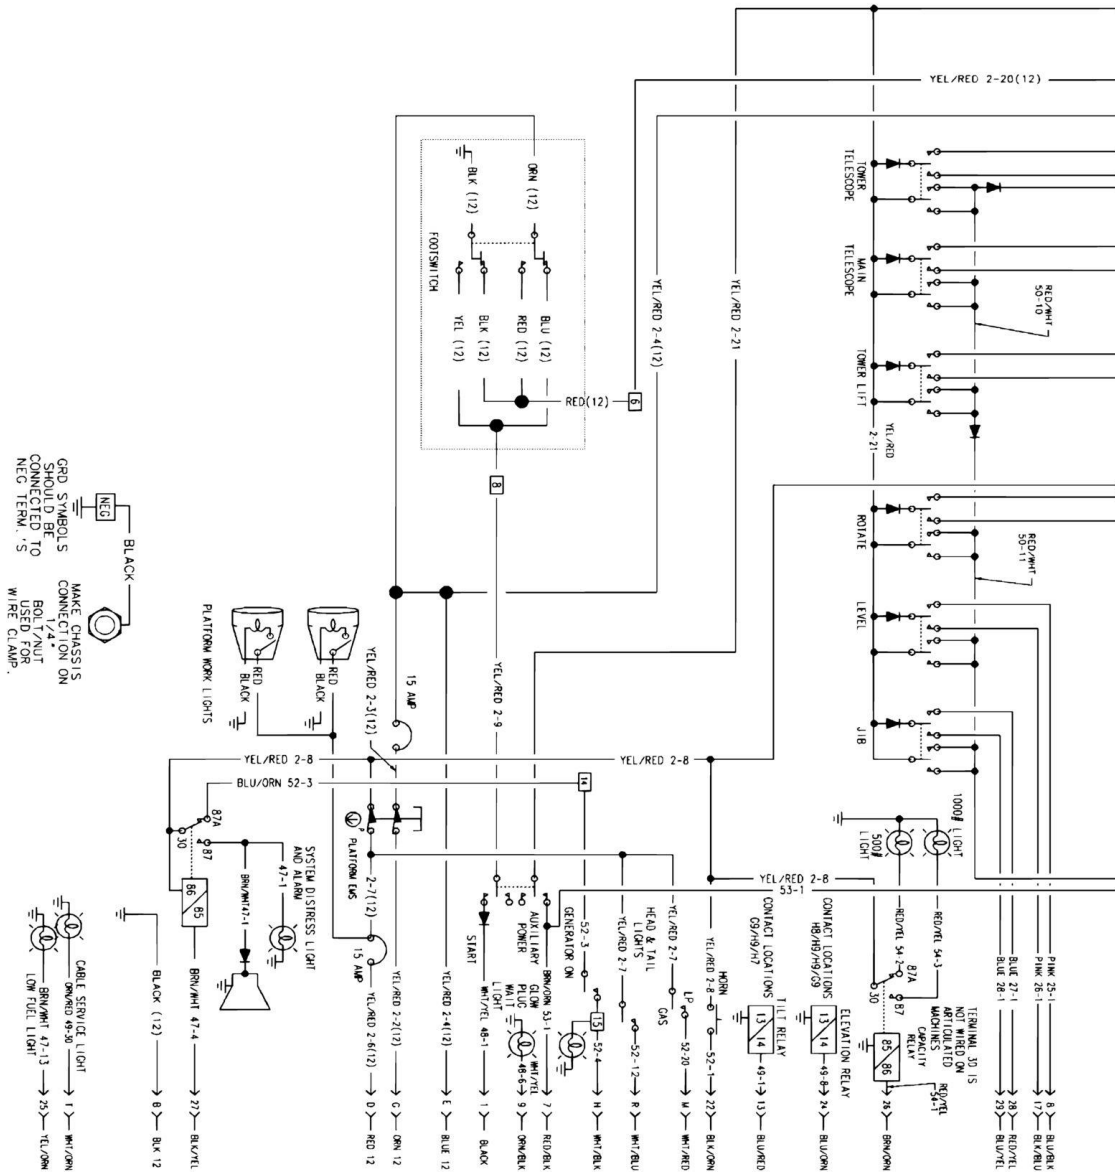 YEL/RED 2-20(12)
ORN (12)
BLK (12)
FOOTSWITCH
YEL (12)
BLK (12)
RED (12)
BLU (12)
RED(12)
6
8
YEL/RED 2-4(12)
YEL/RED 2-21
TOWER
TELESCOPE
MAIN
TELESCOPE
RED/WHT
50-10
TOWER LIFT
YEL/RED
2-21
ROTATE
RED/WHT
50-11
LEVEL
JIB
NEG
BLACK
GRD SYMBOLS
SHOULD BE
CONNECTED TO
NEG TERM.'S
MAKE CHASSIS
CONNECTION ON
1/4"
BOLT/NUT
USED FOR
WIRE CLAMP.
PLATFORM WORK LIGHTS
RED
BLACK
RED
BLACK
YEL/RED 2-3(12)
15 AMP
YEL/RED 2-9
YEL/RED 2-8
YEL/RED 2-8
BLU/ORN 52-3
14
87A
30
87
86
85
BRN/WHT47-1
47-1
SYSTEM DISTRESS LIGHT
AND ALARM
P
PLATFORM EMS
2-7(12)
15 AMP
START
AUXILIARY
POWER
GENERATOR ON
52-3
HEAD & TAIL
LIGHTS
YEL/RED 2-7
YEL/RED 2-7
LP
GAS
HORN
YEL/RED 2-8
YEL/RED 2-8
53-1
CONTACT LOCATIONS
G9/H9/H7
CONTACT LOCATIONS
H8/H9/H9/G9
13
14
TILT RELAY
13
14
ELEVATION RELAY
1000# LIGHT
500#
LIGHT
RED/YEL 54-2
RED/YEL 54-3
87A
30
87
85
86
TERMINAL 30 IS
NOT WIRED ON
ARTICULATED
MACHINES
CAPACITY
RELAY
RED/YEL
54-1
BLUE 28-1
BLUE 27-1
PINK 26-1
PINK 25-1
LOW FUEL LIGHT
BRN/WHT 47-13
CABLE SERVICE LIGHT
ORN/RED 49-30
BLACK (12)
BRN/WHT 47-4
YEL/RED 2-6(12)
YEL/RED 2-2(12)
YEL/RED 2-4(12)
WHT/YEL 48-1
GLOW
PLUG
WAIT
LIGHT
WHT/YEL
48-6
BRN/ORN 53-1
15
52-4
52-12
52-20
52-1
49-1
49-8
25
YEL/ORN
T
WHT/ORN
B
BLK 12
27
BLK/YEL
D
RED 12
G
ORN 12
E
BLUE 12
1
BLACK
9
ORN/BLK
7
RED/BLK
H
WHT/BLK
R
WHT/BLU
W
WHT/RED
22
BLK/ORN
13
BLU/RED
24
BLU/ORN
26
BRN/ORN
29
BLU/YEL
28
RED/YEL
17
BLK/BLU
8
BLU/BLK